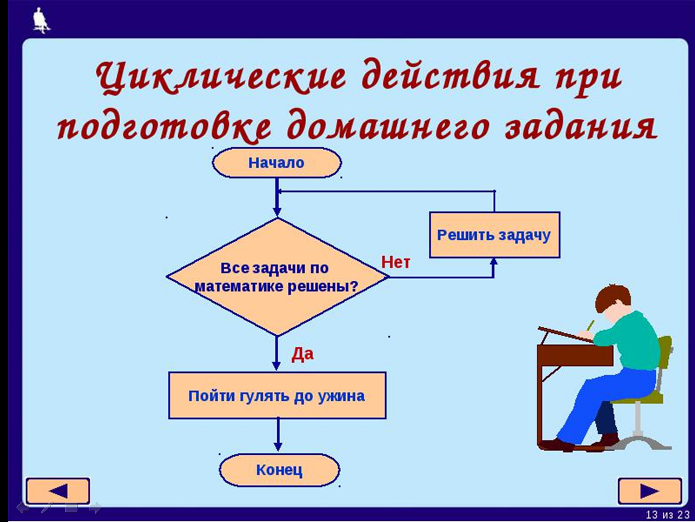 Циклические действия при
подготовке домашнего задания
Начало
Решить задачу
Все задачи по
математике решены?
Нет
Да
Пойти гулять до ужина
Конец
13 из 23